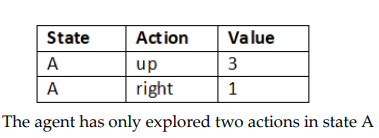 State Action Value
A up 3
A right 1
The agent has only explored two actions in state A